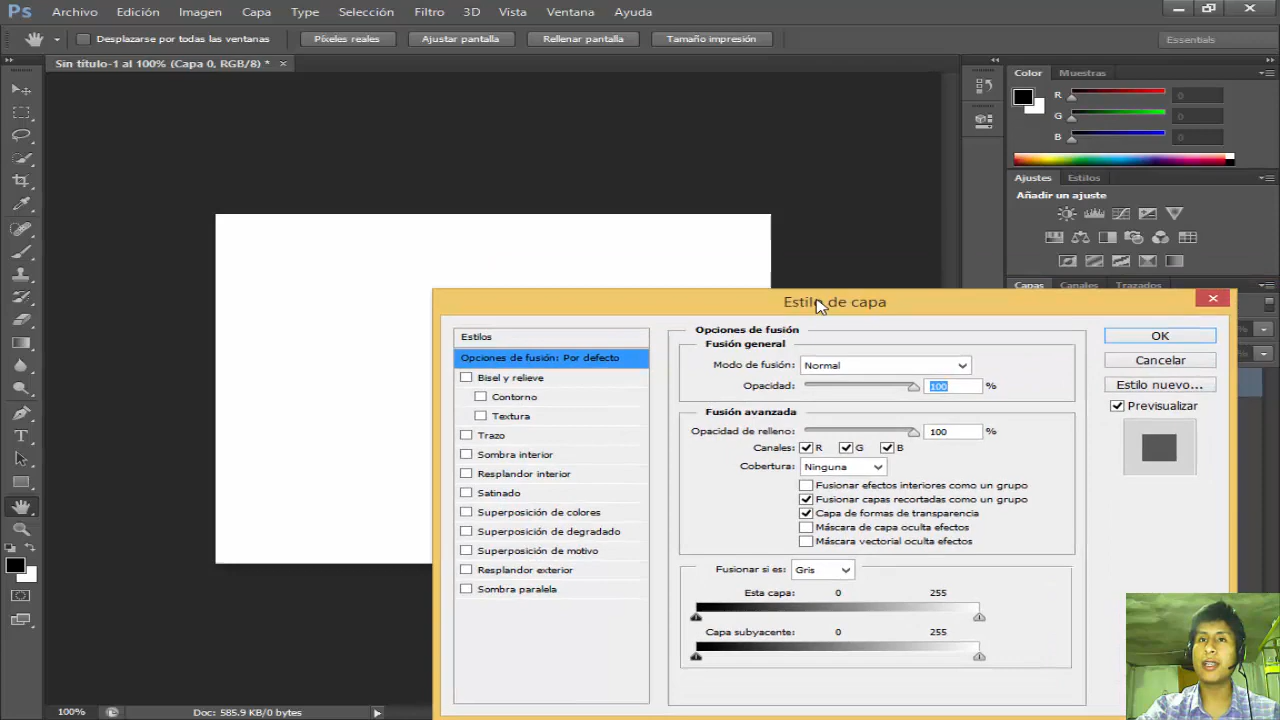 Ps Archivo Edición Imagen Capa Type Selección Filtro 3D Vista Ventana Ayuda
Desplazarse por todas las ventanas Píxeles reales Ajustar pantalla Rellenar pantalla Tamaño impresión Essentials
Sin título-1 al 100% (Capa 0, RGB/8) *
Color Muestras
R 0
G 0
B 0
Ajustes Estilos
Añadir un ajuste
Capas Canales Trazados
Estilo de capa
Estilos
Opciones de fusión: Por defecto
Bisel y relieve
Contorno
Textura
Trazo
Sombra interior
Resplandor interior
Satinado
Superposición de colores
Superposición de degradado
Superposición de motivo
Resplandor exterior
Sombra paralela
Opciones de fusión
Fusión general
Modo de fusión: Normal
Opacidad: 100 %
Fusión avanzada
Opacidad de relleno: 100 %
Canales: R G B
Cobertura: Ninguna
Fusionar efectos interiores como un grupo
Fusionar capas recortadas como un grupo
Capa de formas de transparencia
Máscara de capa oculta efectos
Máscara vectorial oculta efectos
Fusionar si es: Gris
Esta capa: 0 255
Capa subyacente: 0 255
OK
Cancelar
Estilo nuevo...
Previsualizar
%
100% Doc: 585.9 KB/0 bytes